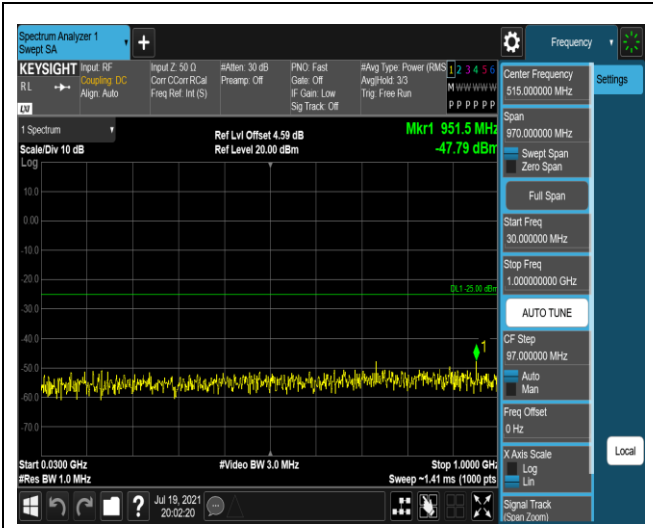 Spectrum Analyzer 1
Swept SA
+
Frequency
KEYSIGHT
RL
LXI
Input: RF
Coupling: DC
Align: Auto
Input Z: 50 Ω
Corr CCorr RCal
Freq Ref: Int (S)
#Atten: 30 dB
Preamp: Off
PNO: Fast
Gate: Off
IF Gain: Low
Sig Track: Off
#Avg Type: Power (RMS
Avg|Hold: 3/3
Trig: Free Run
1 2 3 4 5 6
M W W W W W
P P P P P P
1 Spectrum
Scale/Div 10 dB
Log
Ref Lvl Offset 4.59 dB
Ref Level 20.00 dBm
Mkr1 951.5 MHz
-47.79 dBm
10.0
0.00
-10.0
-20.0
-30.0
-40.0
-50.0
-60.0
-70.0
DL1 -25.00 dBm
1
Start 0.0300 GHz
#Res BW 1.0 MHz
#Video BW 3.0 MHz
Stop 1.0000 GHz
Sweep ~1.41 ms (1000 pts
?
Jul 19, 2021
20:02:20
Center Frequency
515.000000 MHz
Span
970.000000 MHz
Swept Span
Zero Span
Full Span
Start Freq
30.000000 MHz
Stop Freq
1.000000000 GHz
AUTO TUNE
CF Step
97.000000 MHz
Auto
Man
Freq Offset
0 Hz
X Axis Scale
Log
Lin
Signal Track
(Span Zoom)
Settings
Local